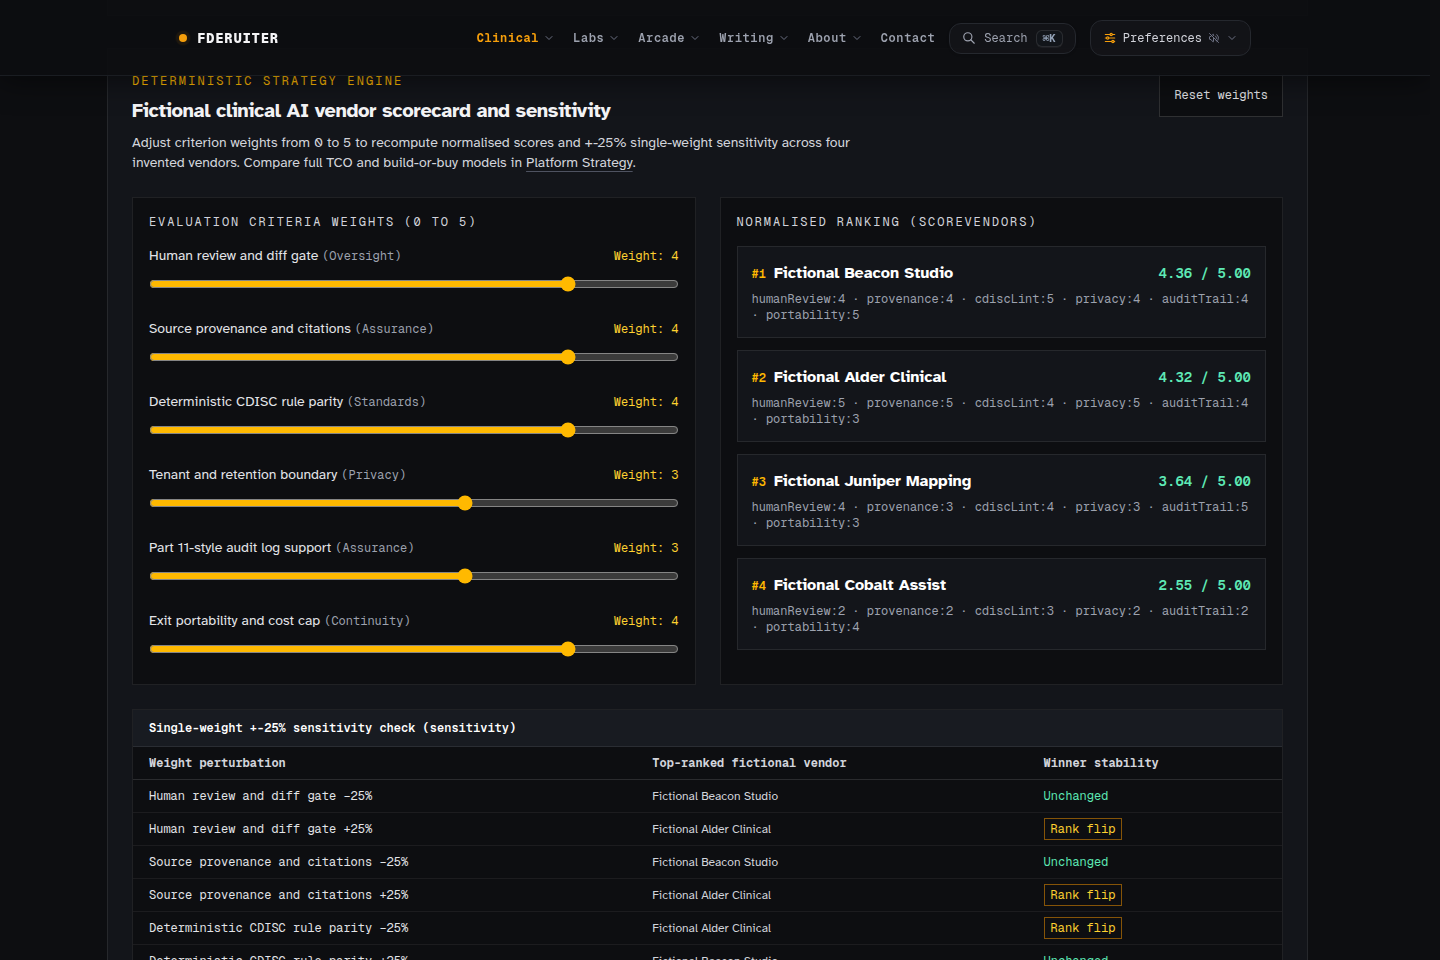 FDERUITER
Clinical
Labs
Arcade
Writing
About
Contact
Search ⌘K
Preferences
DETERMINISTIC STRATEGY ENGINE
Fictional clinical AI vendor scorecard and sensitivity
Reset weights
Adjust criterion weights from 0 to 5 to recompute normalised scores and +-25% single-weight sensitivity across four
invented vendors. Compare full TCO and build-or-buy models in Platform Strategy.
EVALUATION CRITERIA WEIGHTS (0 TO 5)
Human review and diff gate (Oversight) Weight: 4
Source provenance and citations (Assurance) Weight: 4
Deterministic CDISC rule parity (Standards) Weight: 4
Tenant and retention boundary (Privacy) Weight: 3
Part 11-style audit log support (Assurance) Weight: 3
Exit portability and cost cap (Continuity) Weight: 4
NORMALISED RANKING (SCOREVENDORS)
#1 Fictional Beacon Studio 4.36 / 5.00
humanReview:4 · provenance:4 · cdiscLint:5 · privacy:4 · auditTrail:4
· portability:5
#2 Fictional Alder Clinical 4.32 / 5.00
humanReview:5 · provenance:5 · cdiscLint:4 · privacy:5 · auditTrail:4
· portability:3
#3 Fictional Juniper Mapping 3.64 / 5.00
humanReview:4 · provenance:3 · cdiscLint:4 · privacy:3 · auditTrail:5
· portability:3
#4 Fictional Cobalt Assist 2.55 / 5.00
humanReview:2 · provenance:2 · cdiscLint:3 · privacy:2 · auditTrail:2
· portability:4
Single-weight +-25% sensitivity check (sensitivity)
Weight perturbation Top-ranked fictional vendor Winner stability
Human review and diff gate -25% Fictional Beacon Studio Unchanged
Human review and diff gate +25% Fictional Alder Clinical Rank flip
Source provenance and citations -25% Fictional Beacon Studio Unchanged
Source provenance and citations +25% Fictional Alder Clinical Rank flip
Deterministic CDISC rule parity -25% Fictional Alder Clinical Rank flip
Deterministic CDISC rule parity +25% Fictional Beacon Studio Unchanged